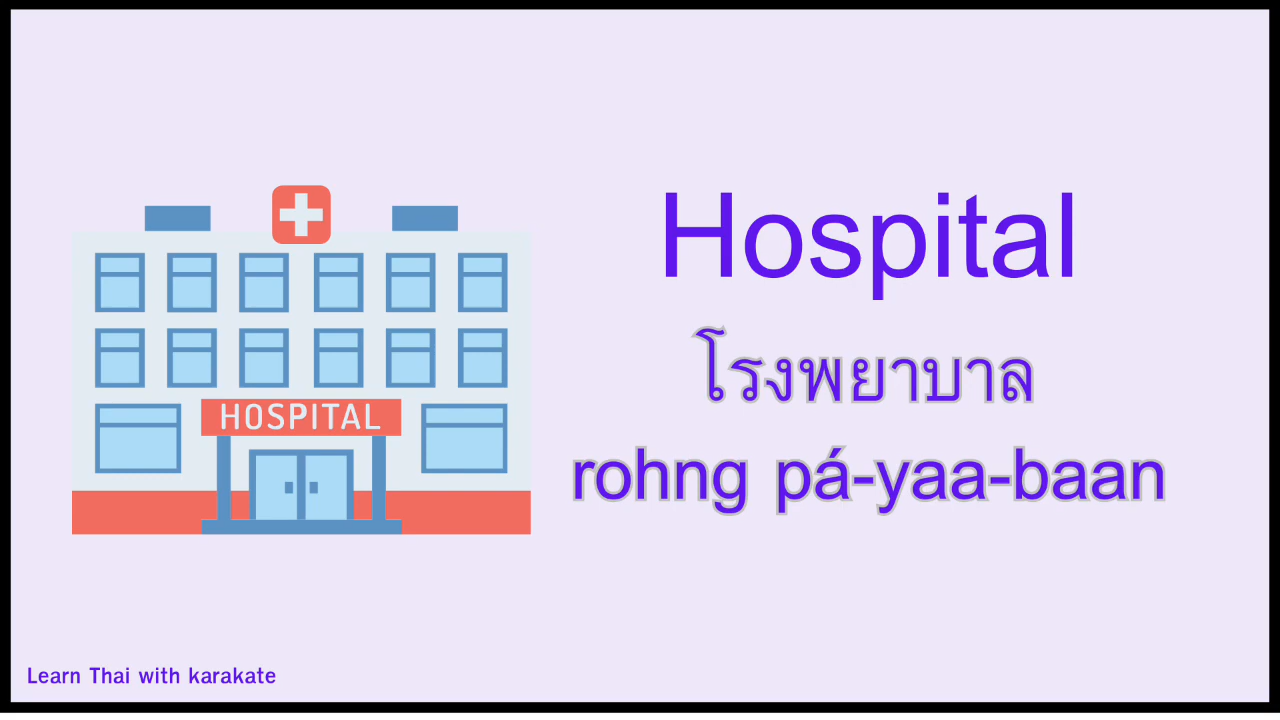 HOSPITAL
Hospital
โรงพยาบาล
rohng pá-yaa-baan
Learn Thai with karakate